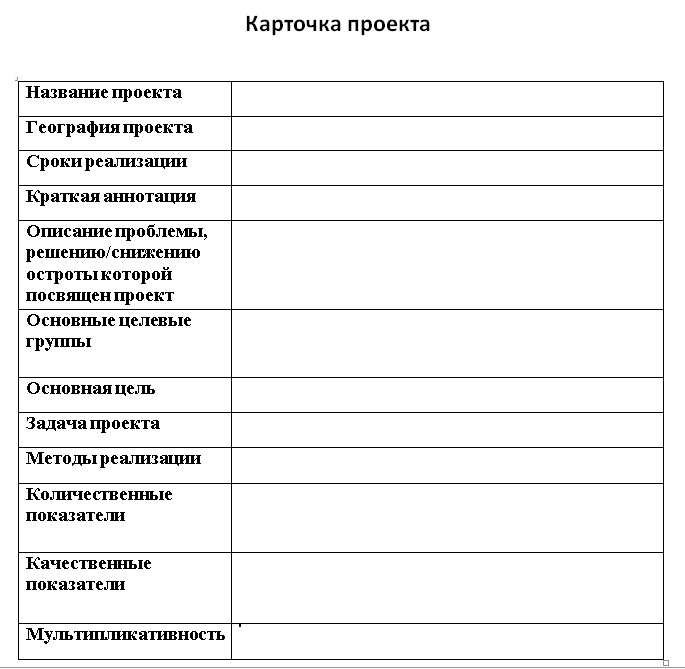 Карточка проекта
Название проекта
География проекта
Сроки реализации
Краткая аннотация
Описание проблемы,
решению/снижению
остроты которой
посвящен проект
Основные целевые
группы
Основная цель
Задача проекта
Методы реализации
Количественные
показатели
Качественные
показатели
Мультипликативность